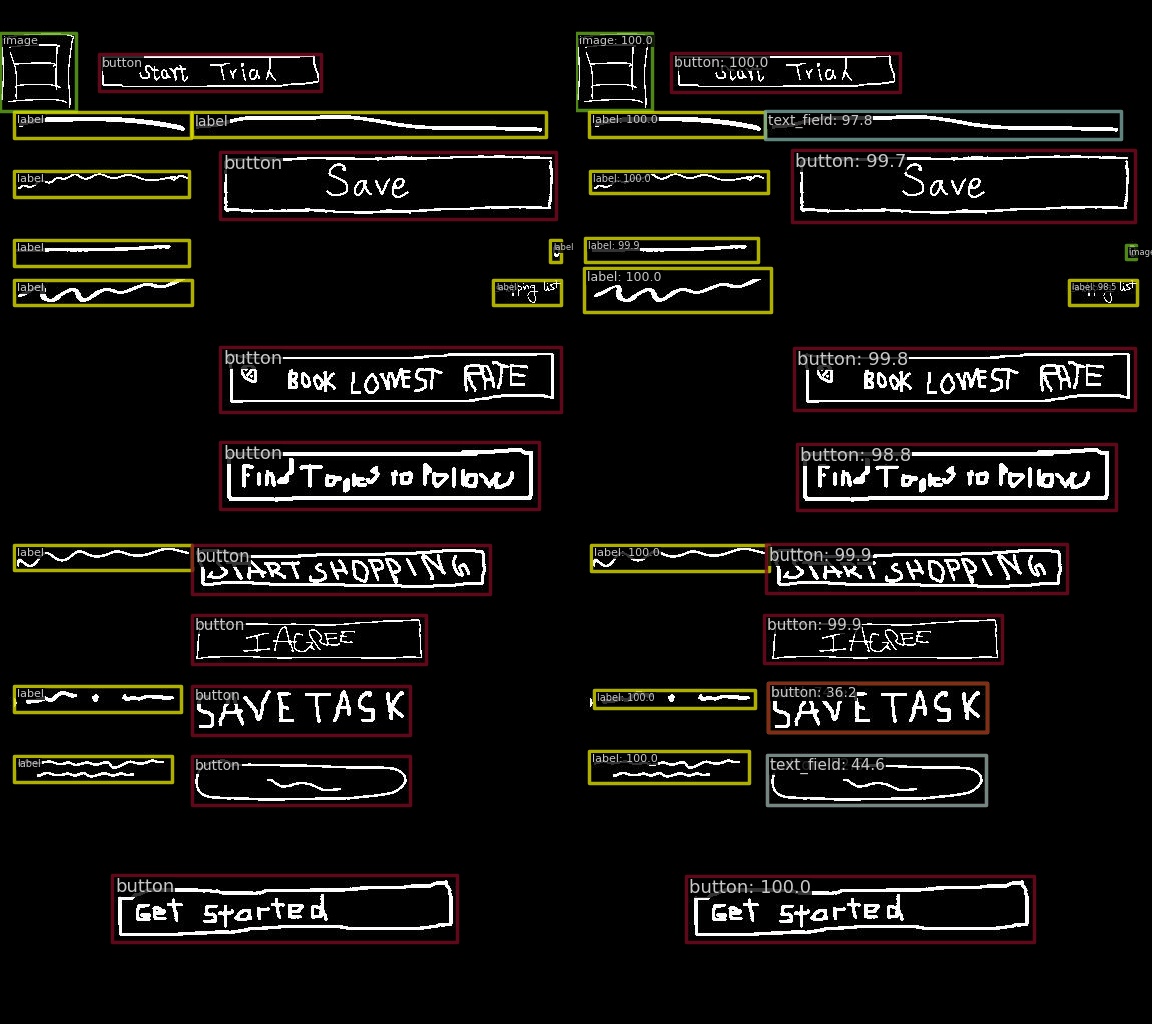 image image: 100.0
button Start Trial button: 100.0 Trial
label label label: 100.0 text_field: 97.8
button button: 99.7
label Save label: 100.0 Save
label label label: 99.9 image
label label label: 100.0 label: 98.5
button button: 99.8
BOOK LOWEST RATE BOOK LOWEST RATE
button button: 98.8
Find Topics to Follow Find Topics to Follow
label button label: 100.0 button: 99.9
START SHOPPING START SHOPPING
button button: 99.9
I AGREE I AGREE
label button label: 100.0 button: 36.2
SAVE TASK SAVE TASK
label button label: 100.0 text_field: 44.6
button button: 100.0
Get Started Get Started